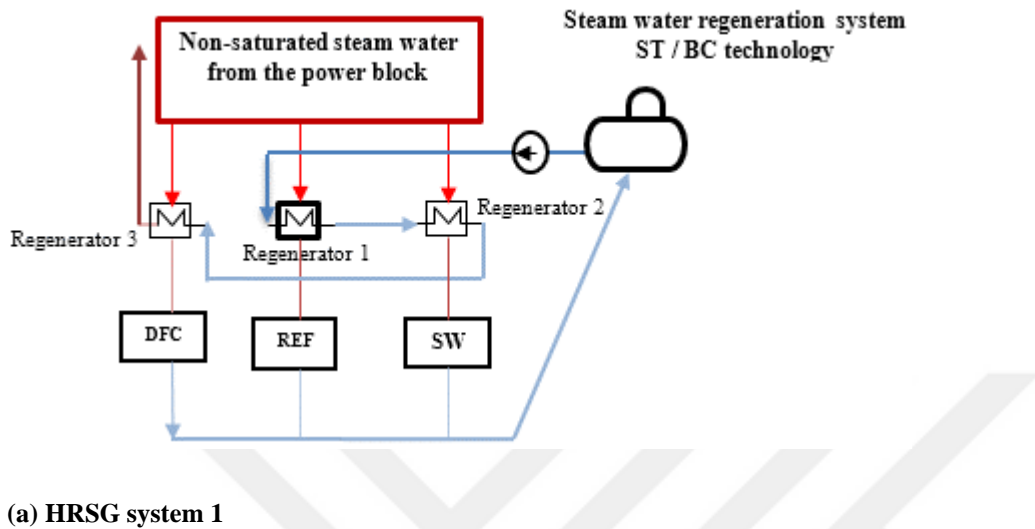 Steam water regeneration system
ST / BC technology
Non-saturated steam water
from the power block
Regenerator 3
Regenerator 1
Regenerator 2
DFC
REF
SW
(a) HRSG system 1